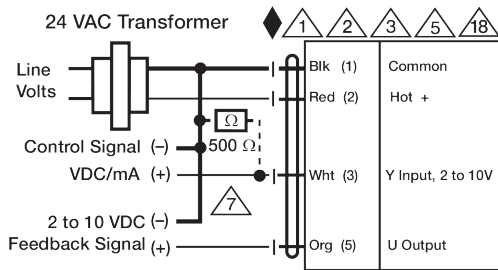 24 VAC Transformer
1 2 3 5 18
Line
Volts
Blk (1) Common
Red (2) Hot +
Ω
500 Ω
Control Signal (−)
VDC/mA (+)
Wht (3) Y Input, 2 to 10V
7
2 to 10 VDC (−)
Feedback Signal (+)
Org (5) U Output